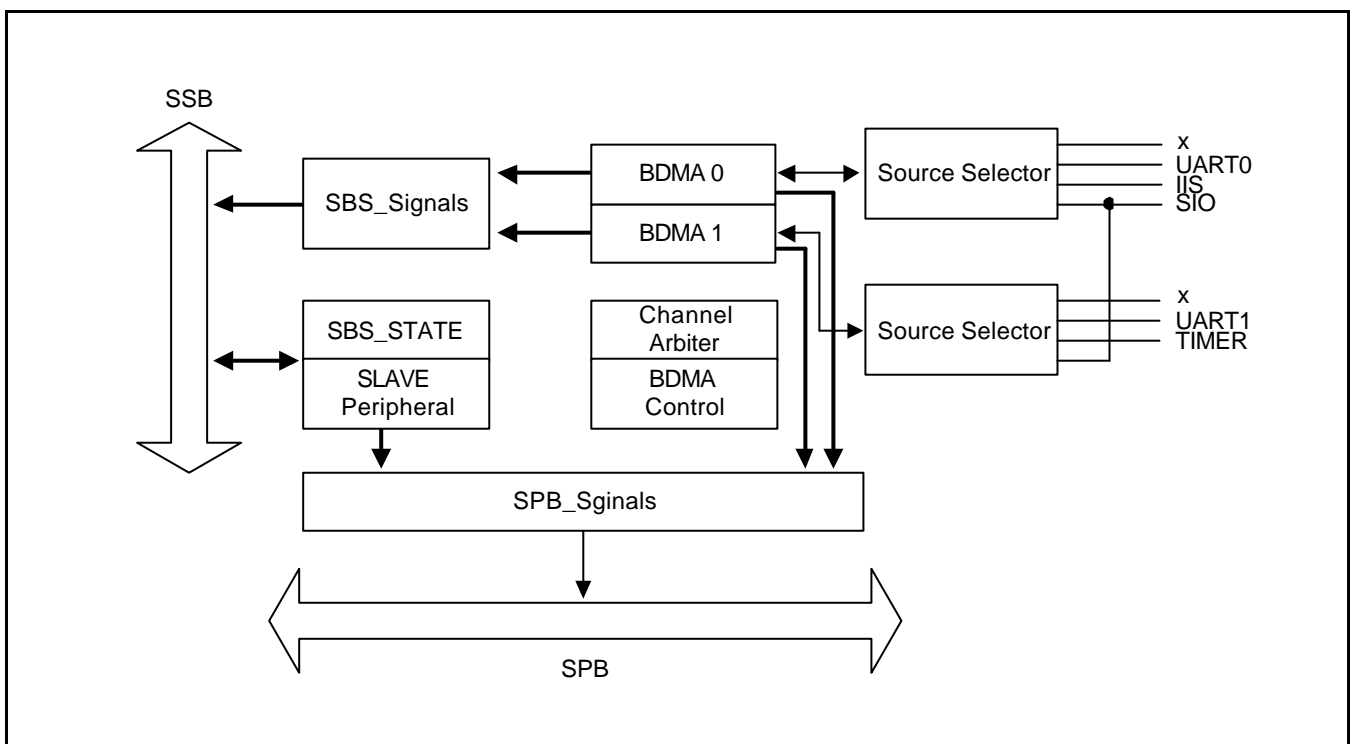 SSB
SBS_Signals
BDMA 0
BDMA 1
Source Selector
x
UART0
IIS
SIO
SBS_STATE
SLAVE
Peripheral
Channel
Arbiter
BDMA
Control
Source Selector
x
UART1
TIMER
SPB_Sginals
SPB